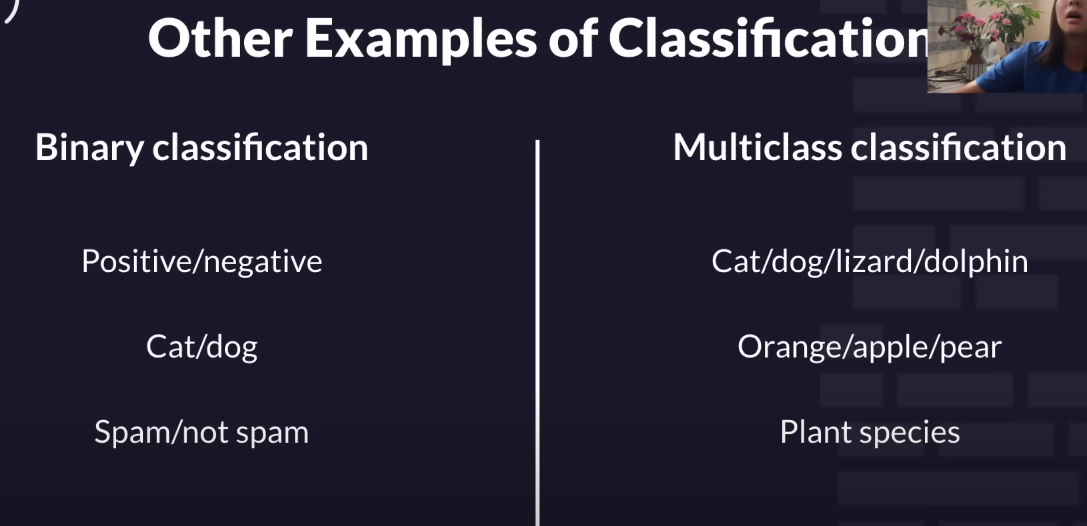 Other Examples of Classification
Binary classification
Positive/negative
Cat/dog
Spam/not spam
Multiclass classification
Cat/dog/lizard/dolphin
Orange/apple/pear
Plant species